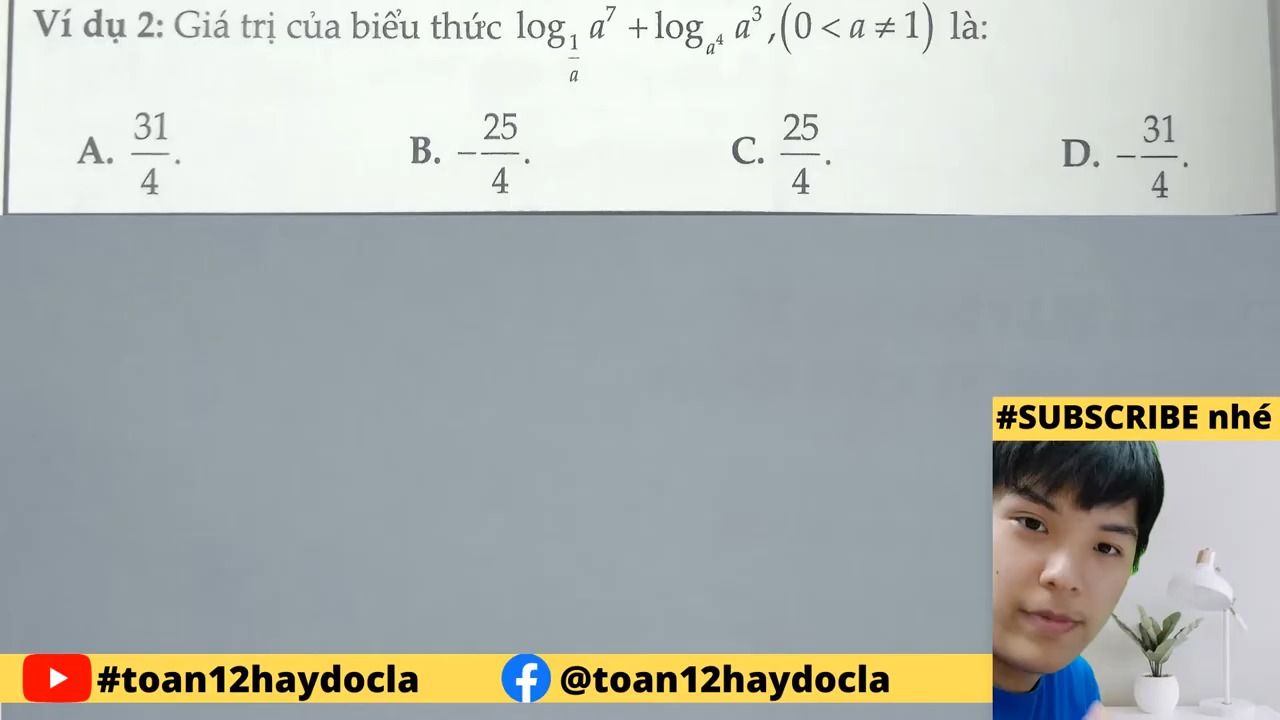 Ví dụ 2: Giá trị của biểu thức log_{1/a} a^7 + log_{a^4} a^3, (0 < a ≠ 1) là:
A. 31/4. B. -25/4. C. 25/4. D. -31/4.
#SUBSCRIBE nhé
#toan12haydocla @toan12haydocla